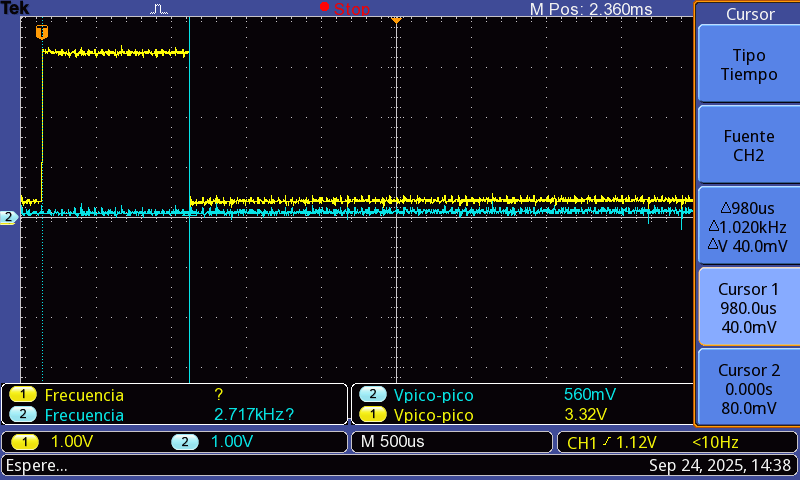 Tek
Stop
M Pos: 2.360ms
Cursor
T
Tipo
Tiempo
Fuente
CH2
△980us
△1.020kHz
△V 40.0mV
2
Cursor 1
980.0us
40.0mV
Cursor 2
0.000s
80.0mV
1 Frecuencia ?
2 Frecuencia 2.717kHz?
2 Vpico-pico 560mV
1 Vpico-pico 3.32V
1 1.00V 2 1.00V
M 500us
CH1 1.12V <10Hz
Espere...
Sep 24, 2025, 14:38